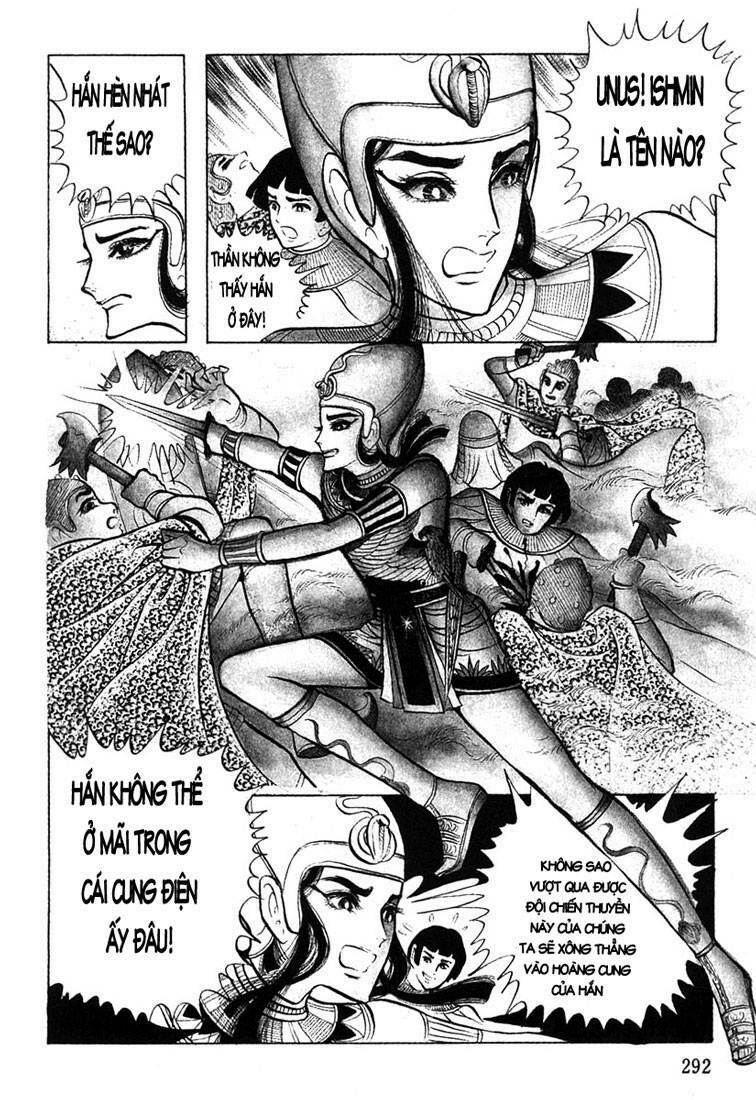 UNUS! ISHMIN
LÀ TÊN NÀO?
THẦN KHÔNG
THẤY HẮN
Ở ĐÂY!
HẮN HÈN NHÁT
THẾ SAO?
KHÔNG SAO
VƯỢT QUA ĐƯỢC
ĐỘI CHIẾN THUYỀN
NÀY CỦA CHÚNG
TA SẼ XÔNG THẲNG
VÀO HOÀNG CUNG
CỦA HẮN
HẮN KHÔNG THỂ
Ở MÃI TRONG
CÁI CUNG ĐIỆN
ẤY ĐÂU!
292